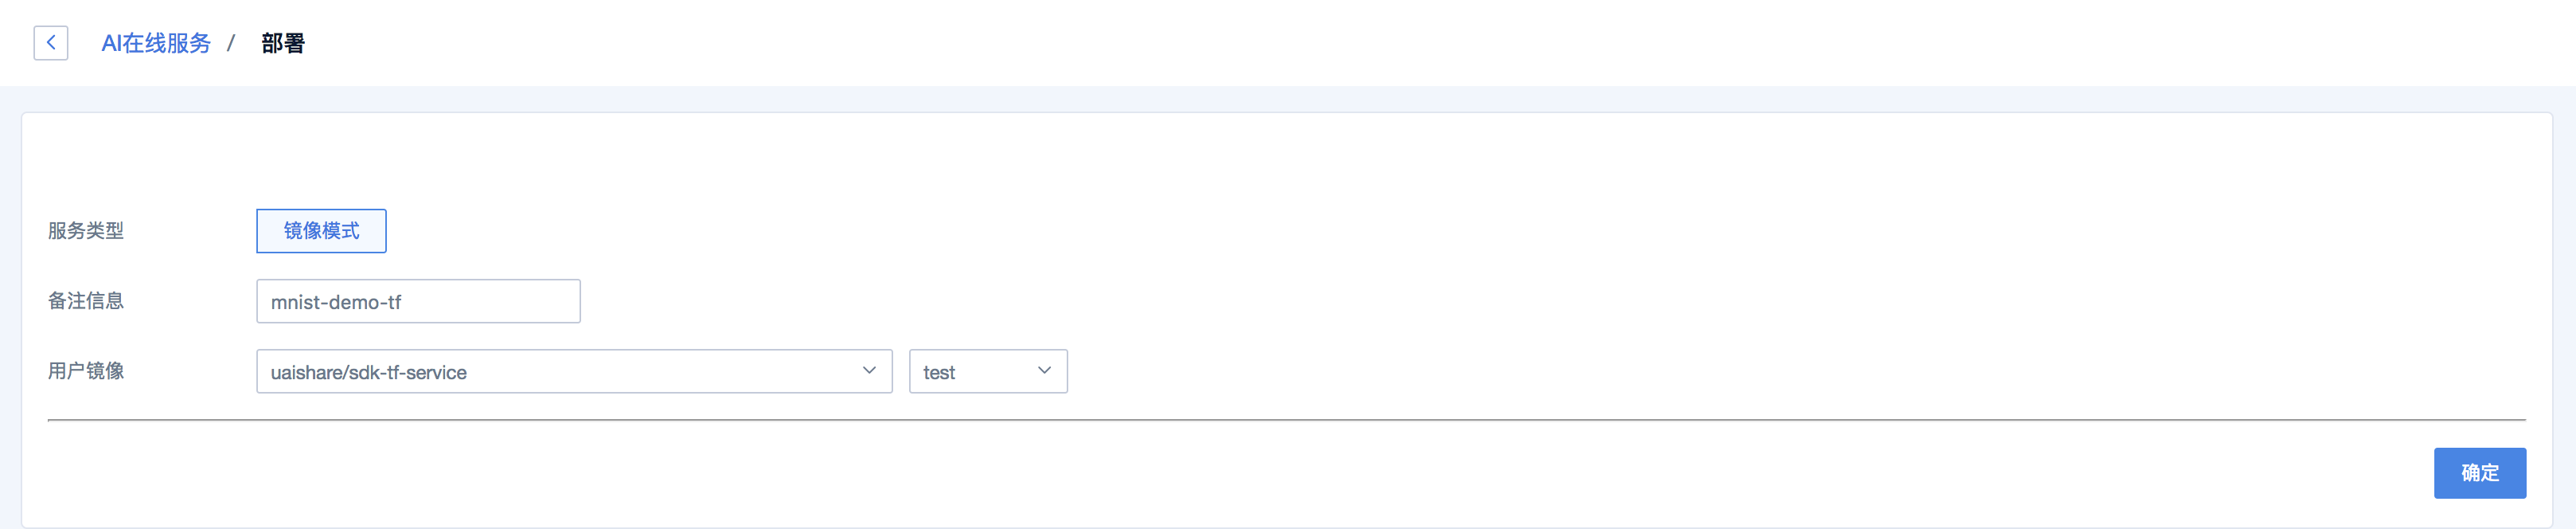 AI在线服务 / 部署
服务类型 镜像模式
备注信息 mnist-demo-tf
用户镜像 uaishare/sdk-tf-service test
确定